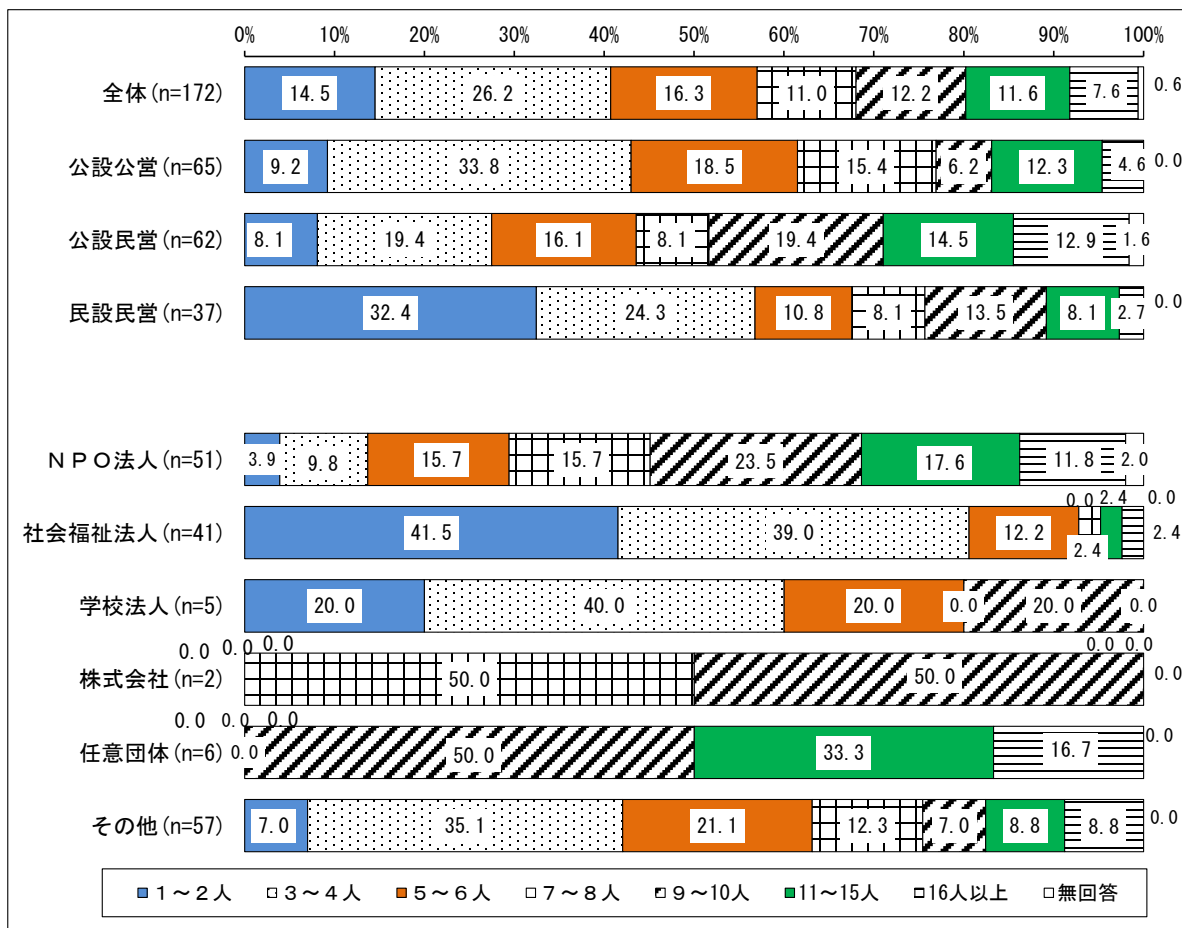 0% 10% 20% 30% 40% 50% 60% 70% 80% 90% 100%
全体(n=172) 14.5 26.2 16.3 11.0 12.2 11.6 7.6 0.6
公設公営(n=65) 9.2 33.8 18.5 15.4 6.2 12.3 4.6 0.0
公設民営(n=62) 8.1 19.4 16.1 8.1 19.4 14.5 12.9 1.6
民設民営(n=37) 32.4 24.3 10.8 8.1 13.5 8.1 2.7 0.0
ＮＰＯ法人(n=51) 3.9 9.8 15.7 15.7 23.5 17.6 11.8 2.0
0.0 2.4 0.0
社会福祉法人(n=41) 41.5 39.0 12.2 2.4 2.4
学校法人(n=5) 20.0 40.0 20.0 0.0 20.0 0.0
0.0 0.0 0.0 0.0 0.0
株式会社(n=2) 50.0 50.0 0.0
0.0 0.0 0.0
任意団体(n=6) 0.0 50.0 33.3 16.7 0.0
その他(n=57) 7.0 35.1 21.1 12.3 7.0 8.8 8.8 0.0
１～２人 ３～４人 ５～６人 ７～８人 ９～10人 11～15人 16人以上 無回答